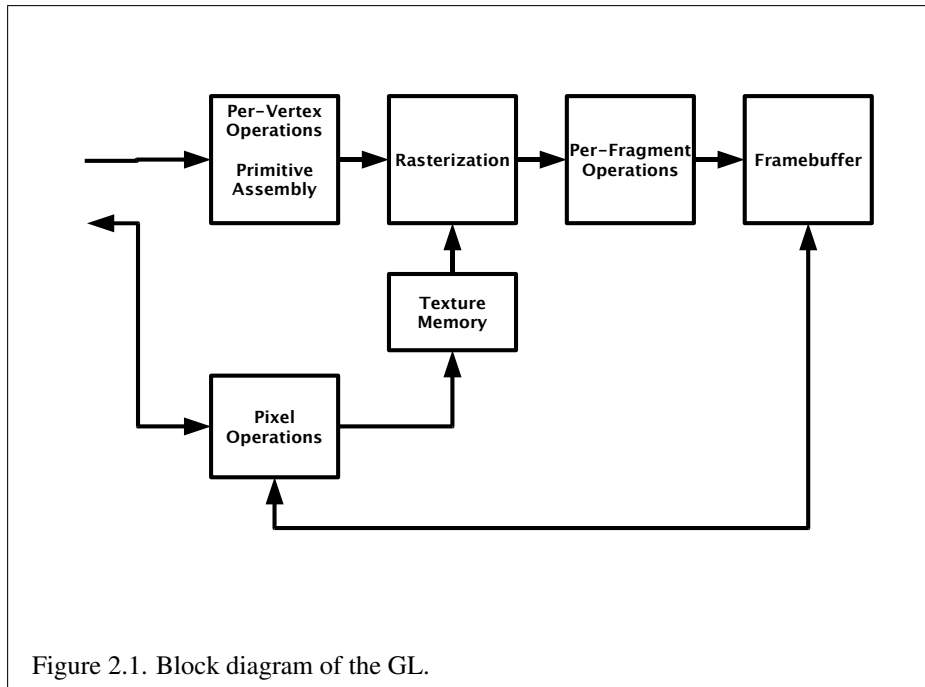 Per-Vertex
Operations
Primitive
Assembly
Rasterization
Per-Fragment
Operations
Framebuffer
Texture
Memory
Pixel
Operations
Figure 2.1. Block diagram of the GL.